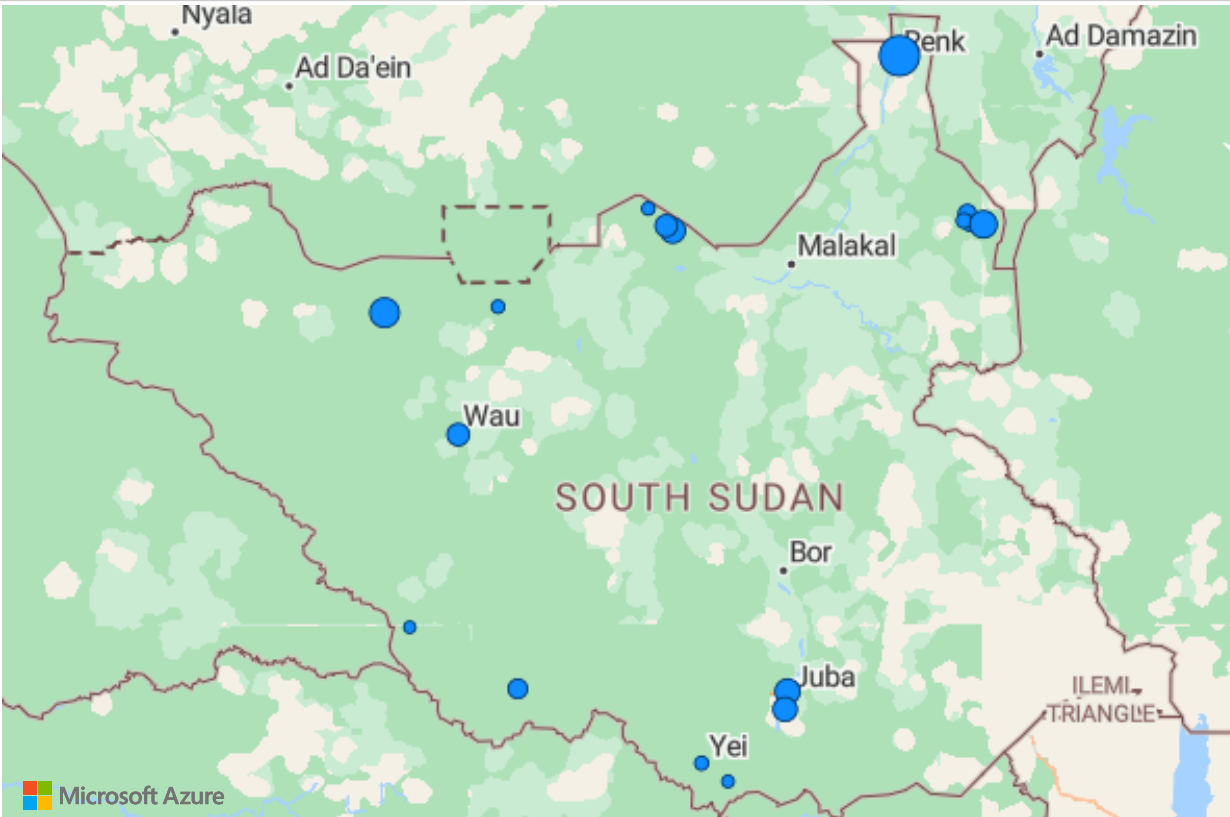 Nyala
Ad Da'ein
Renk
Ad Damazin
Malakal
Wau
SOUTH SUDAN
Bor
Juba
ILEMI
TRIANGLE
Yei
Microsoft Azure